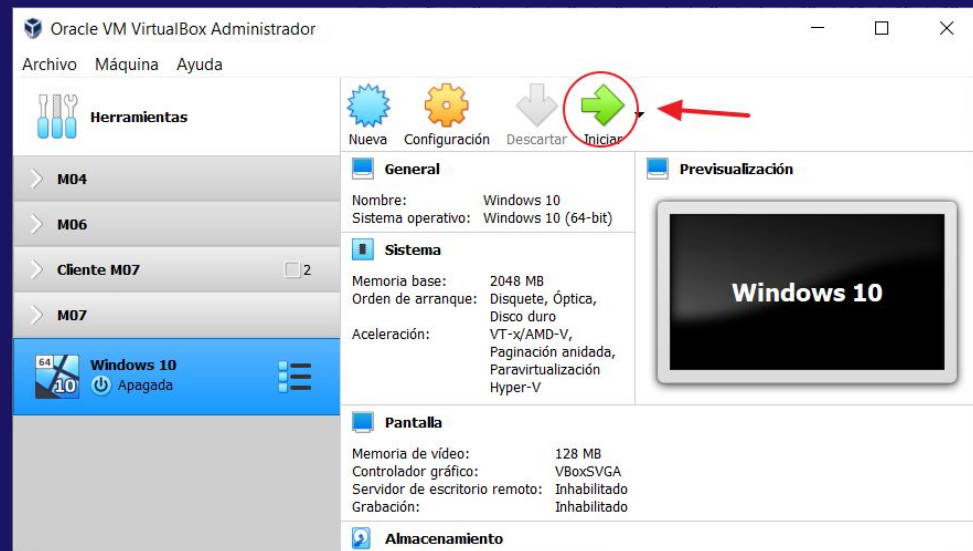 Oracle VM VirtualBox Administrador
Archivo Máquina Ayuda
Herramientas
M04
M06
Cliente M07 2
M07
64
10
Windows 10
Apagada
Nueva Configuración Descartar Iniciar
General
Nombre: Windows 10
Sistema operativo: Windows 10 (64-bit)
Sistema
Memoria base: 2048 MB
Orden de arranque: Disquete, Óptica,
Disco duro
Aceleración: VT-x/AMD-V,
Paginación anidada,
Paravirtualización
Hyper-V
Previsualización
Windows 10
Pantalla
Memoria de vídeo: 128 MB
Controlador gráfico: VBoxSVGA
Servidor de escritorio remoto: Inhabilitado
Grabación: Inhabilitado
Almacenamiento